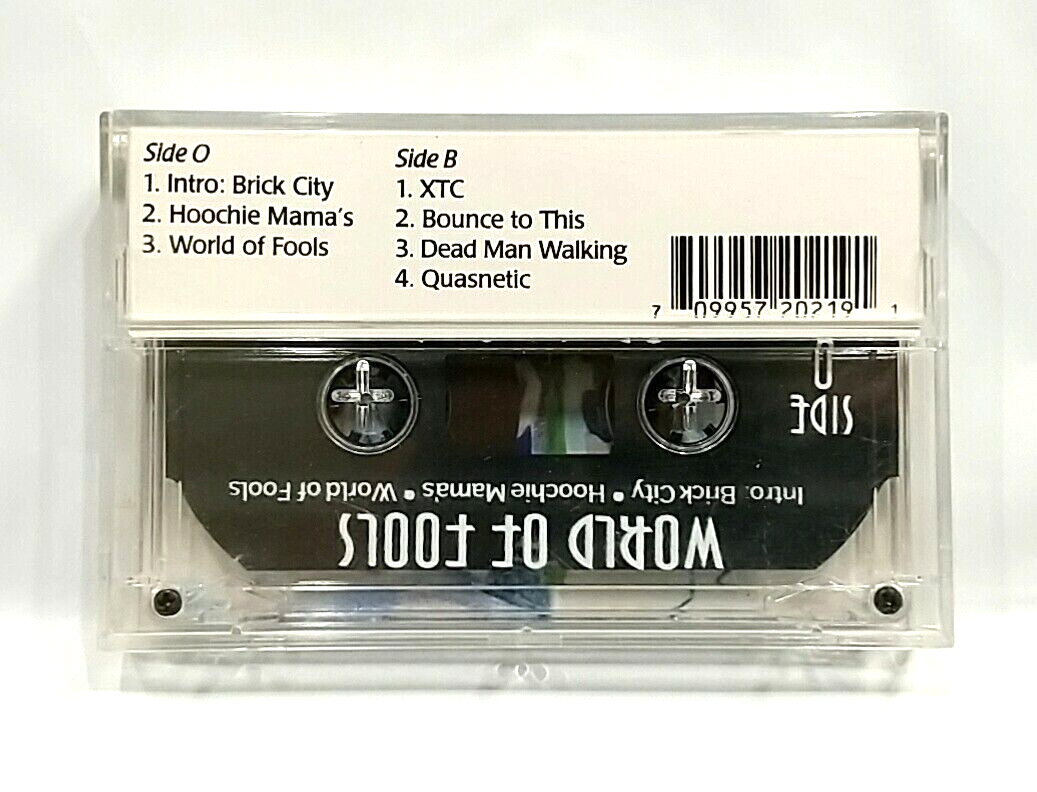 Side O
1. Intro: Brick City
2. Hoochie Mama's
3. World of Fools
Side B
1. XTC
2. Bounce to This
3. Dead Man Walking
4. Quasnetic
7 09957 20219 1
SIDE
O
Intro: Brick City • Hoochie Mama's • World of Fools
WORLD OF FOOLS